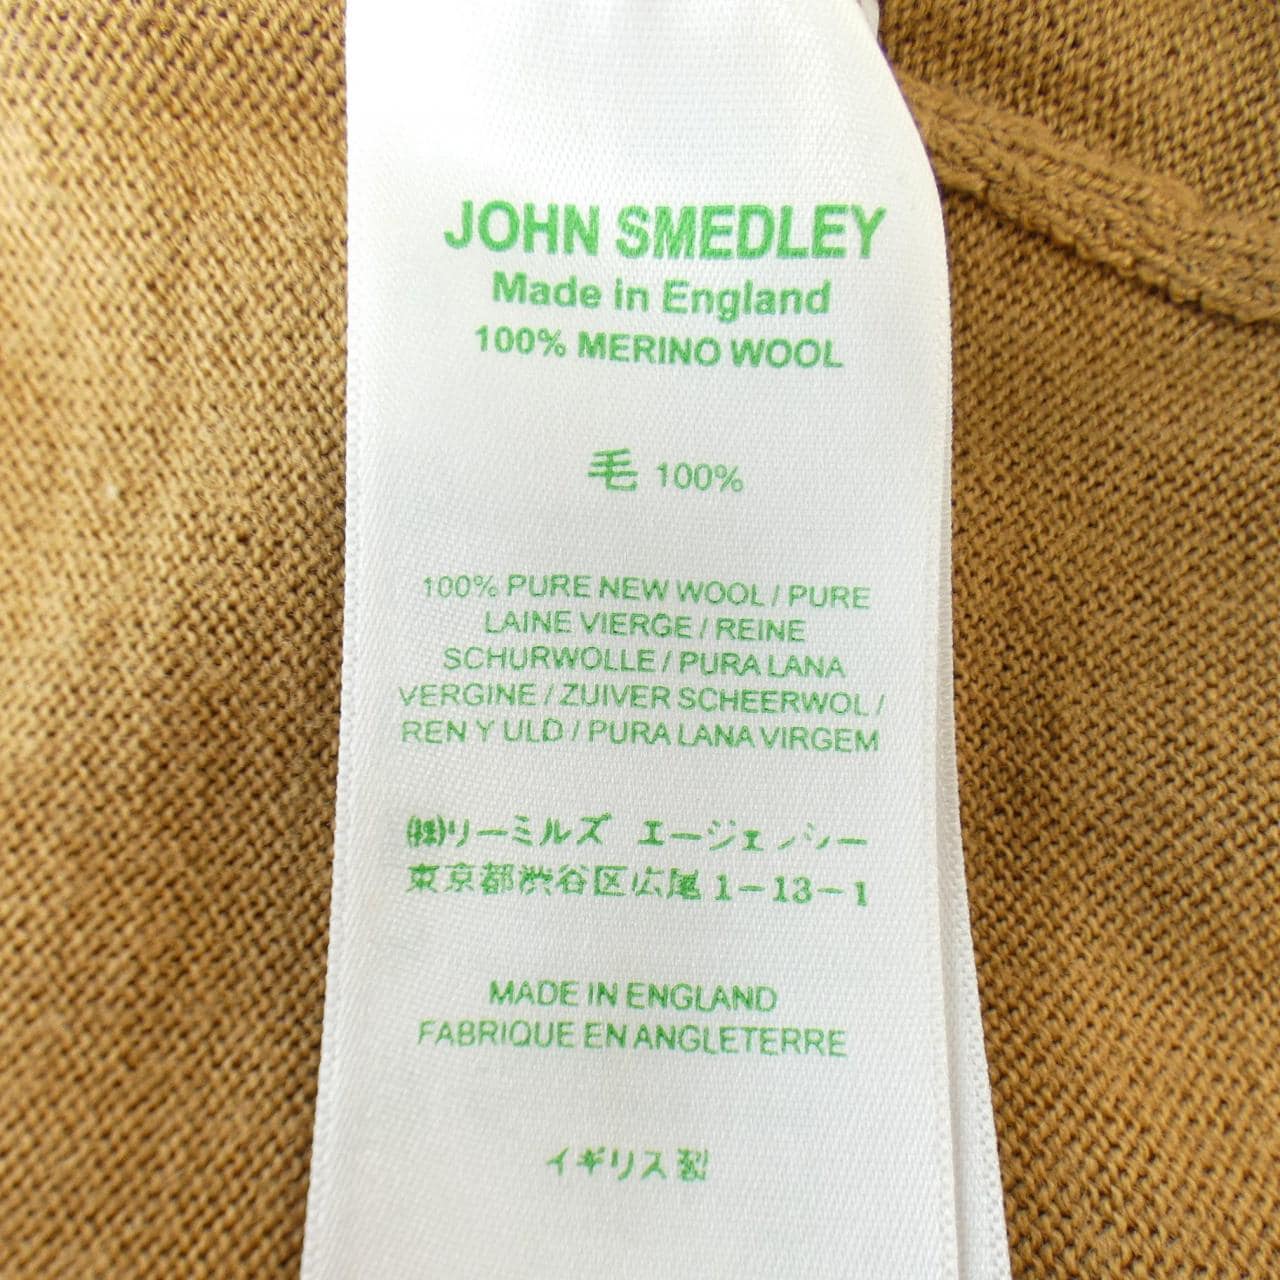 JOHN SMEDLEY
Made in England
100% MERINO WOOL
毛 100%
100% PURE NEW WOOL / PURE
LAINE VIERGE / REINE
SCHURWOLLE / PURA LANA
VERGINE / ZUIVER SCHEERWOL /
REN Y ULD / PURA LANA VIRGEM
㈱リーミルズ エージェンシー
東京都渋谷区広尾1-13-1
MADE IN ENGLAND
FABRIQUE EN ANGLETERRE
イギリス製